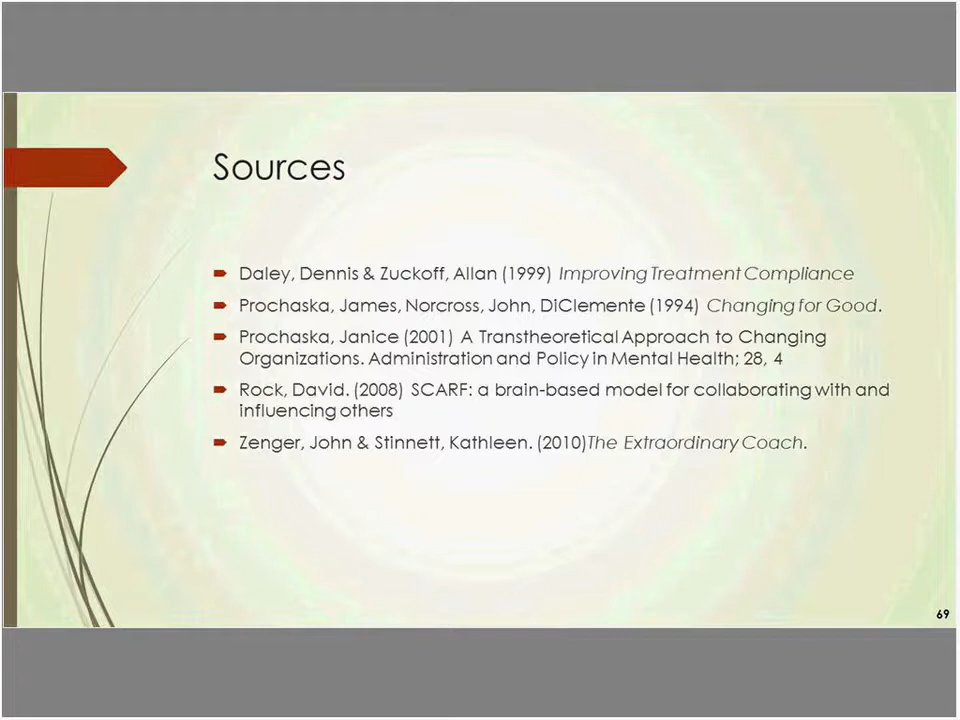 Sources
Daley, Dennis & Zuckoff, Allan (1999) Improving Treatment Compliance
Prochaska, James, Norcross, John, DiClemente (1994) Changing for Good.
Prochaska, Janice (2001) A Transtheoretical Approach to Changing
Organizations. Administration and Policy in Mental Health; 28, 4
Rock, David. (2008) SCARF: a brain-based model for collaborating with and
influencing others
Zenger, John & Stinnett, Kathleen. (2010)The Extraordinary Coach.
69